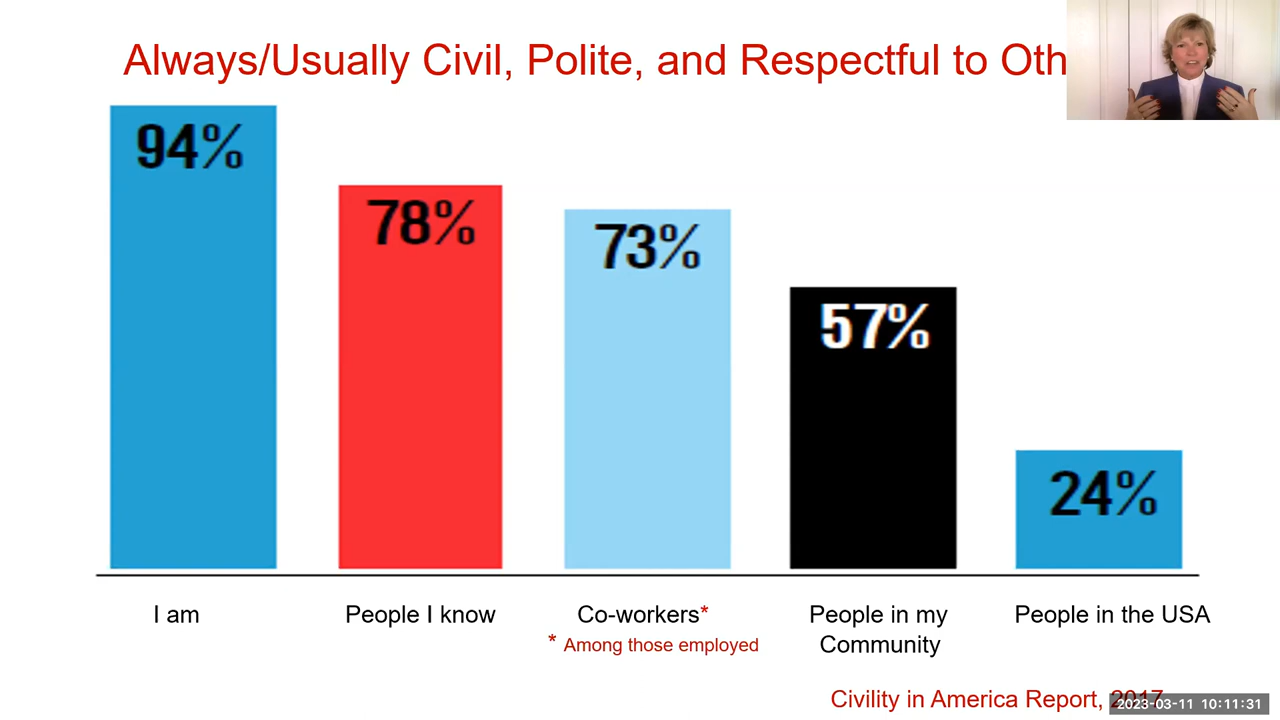 Always/Usually Civil, Polite, and Respectful to Oth
94%
78%
73%
57%
24%
I am
People I know
Co-workers*
* Among those employed
People in my
Community
People in the USA
Civility in America Report, 2017
2023-03-11 10:11:31